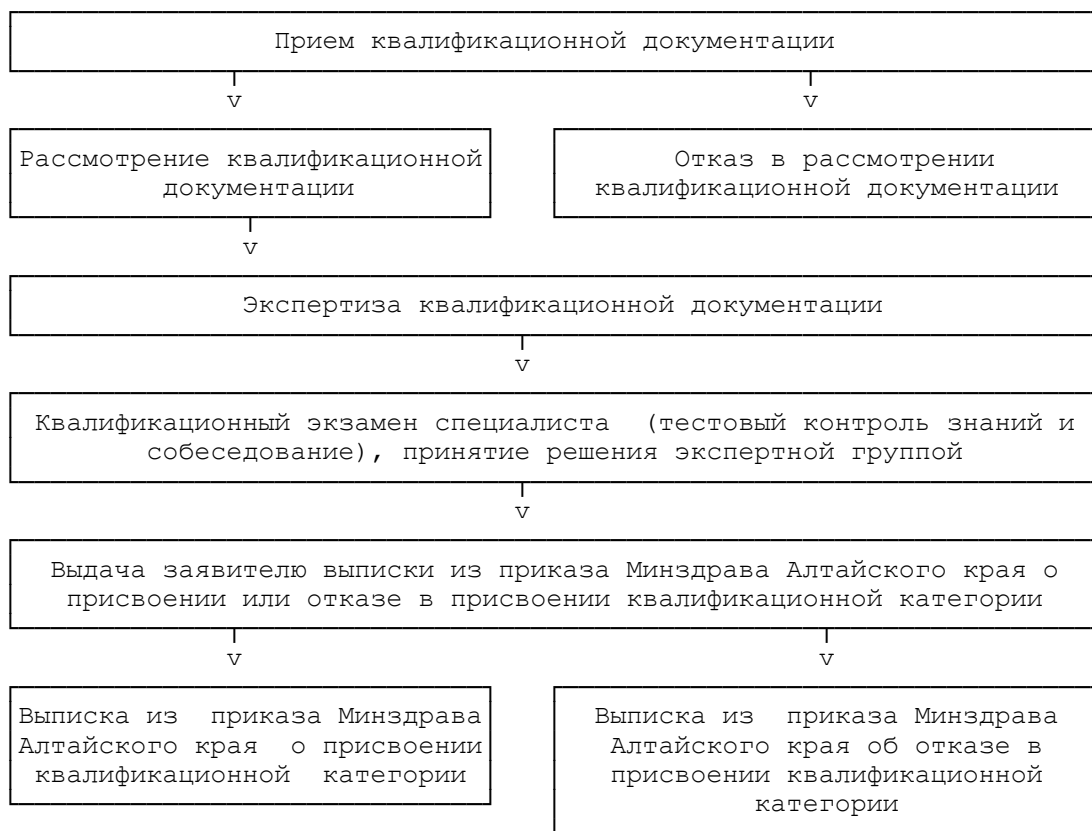 Прием квалификационной документации
v
v
Рассмотрение квалификационной
документации
Отказ в рассмотрении
квалификационной документации
v
Экспертиза квалификационной документации
v
Квалификационный экзамен специалиста (тестовый контроль знаний и
собеседование), принятие решения экспертной группой
v
Выдача заявителю выписки из приказа Минздрава Алтайского края о
присвоении или отказе в присвоении квалификационной категории
v
v
Выписка из приказа Минздрава
Алтайского края о присвоении
квалификационной категории
Выписка из приказа Минздрава
Алтайского края об отказе в
присвоении квалификационной
категории